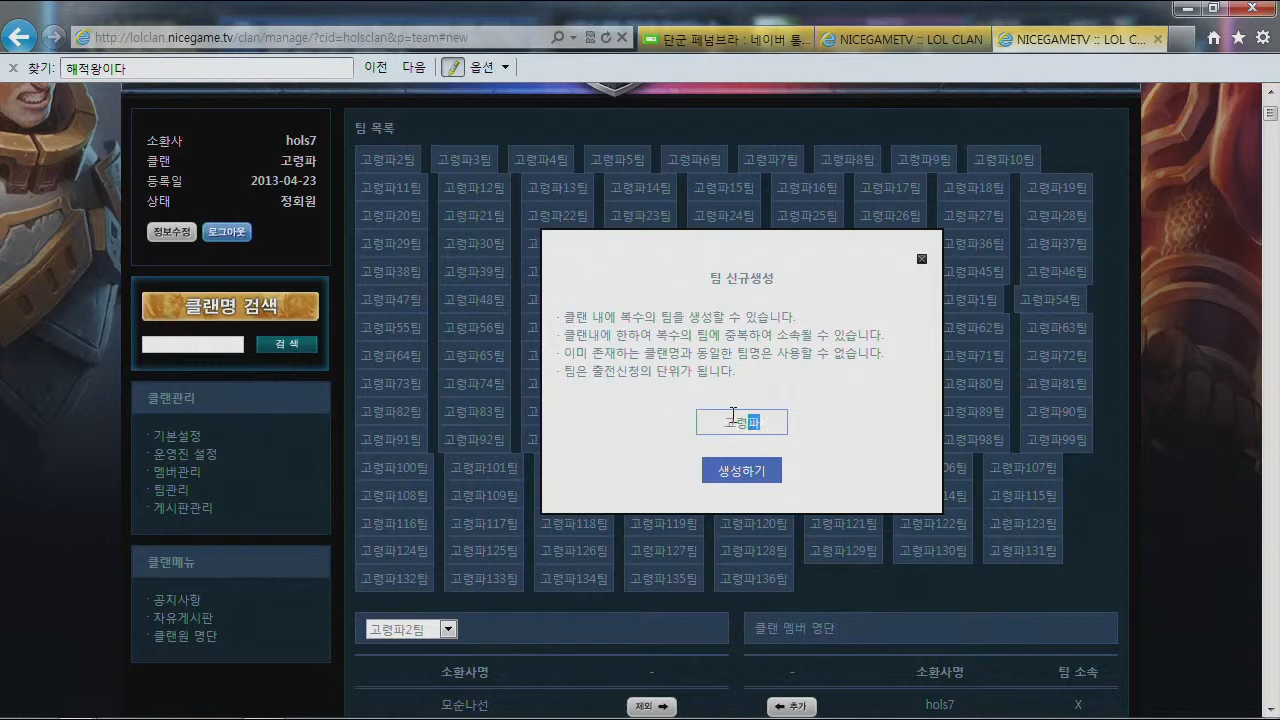 http://lolclan.nicegame.tv/clan/manage/?cid=holsclan&p=team#new
단군 페넘브라 : 네이버 통...
NICEGAMETV :: LOL CLAN
NICEGAMETV :: LOL C...
찾기: 해적왕이다 이전 다음 옵션
소환사 hols7
클랜 고령파
등록일 2013-04-23
상태 정회원
정보수정 로그아웃
클랜명 검색
검 색
클랜관리
· 기본설정
· 운영진 설정
· 멤버관리
· 팀관리
· 게시판관리
클랜메뉴
· 공지사항
· 자유게시판
· 클랜원 명단
팀 목록
고령파2팀 고령파3팀 고령파4팀 고령파5팀 고령파6팀 고령파7팀 고령파8팀 고령파9팀 고령파10팀
고령파11팀 고령파12팀 고령파13팀 고령파14팀 고령파15팀 고령파16팀 고령파17팀 고령파18팀 고령파19팀
고령파20팀 고령파21팀 고령파22팀 고령파23팀 고령파24팀 고령파25팀 고령파26팀 고령파27팀 고령파28팀
고령파29팀 고령파30팀 고령파36팀 고령파37팀
고령파38팀 고령파39팀 고령파45팀 고령파46팀
고령파47팀 고령파48팀 고령파1팀 고령파54팀
고령파55팀 고령파56팀 고령파62팀 고령파63팀
고령파64팀 고령파65팀 고령파71팀 고령파72팀
고령파73팀 고령파74팀 고령파80팀 고령파81팀
고령파82팀 고령파83팀 고령파89팀 고령파90팀
고령파91팀 고령파92팀 고령파98팀 고령파99팀
고령파100팀 고령파101팀 06팀 고령파107팀
고령파108팀 고령파109팀 14팀 고령파115팀
고령파116팀 고령파117팀 고령파118팀 고령파119팀 고령파120팀 고령파121팀 고령파122팀 고령파123팀
고령파124팀 고령파125팀 고령파126팀 고령파127팀 고령파128팀 고령파129팀 고령파130팀 고령파131팀
고령파132팀 고령파133팀 고령파134팀 고령파135팀 고령파136팀
팀 신규생성
· 클랜 내에 복수의 팀을 생성할 수 있습니다.
· 클랜내에 한하여 복수의 팀에 중복하여 소속될 수 있습니다.
· 이미 존재하는 클랜명과 동일한 팀명은 사용할 수 없습니다.
· 팀은 출전신청의 단위가 됩니다.
고령파
생성하기
고령파2팀
클랜 멤버 명단
소환사명 - - 소환사명 팀 소속
모순나선 제외 추가 hols7 X